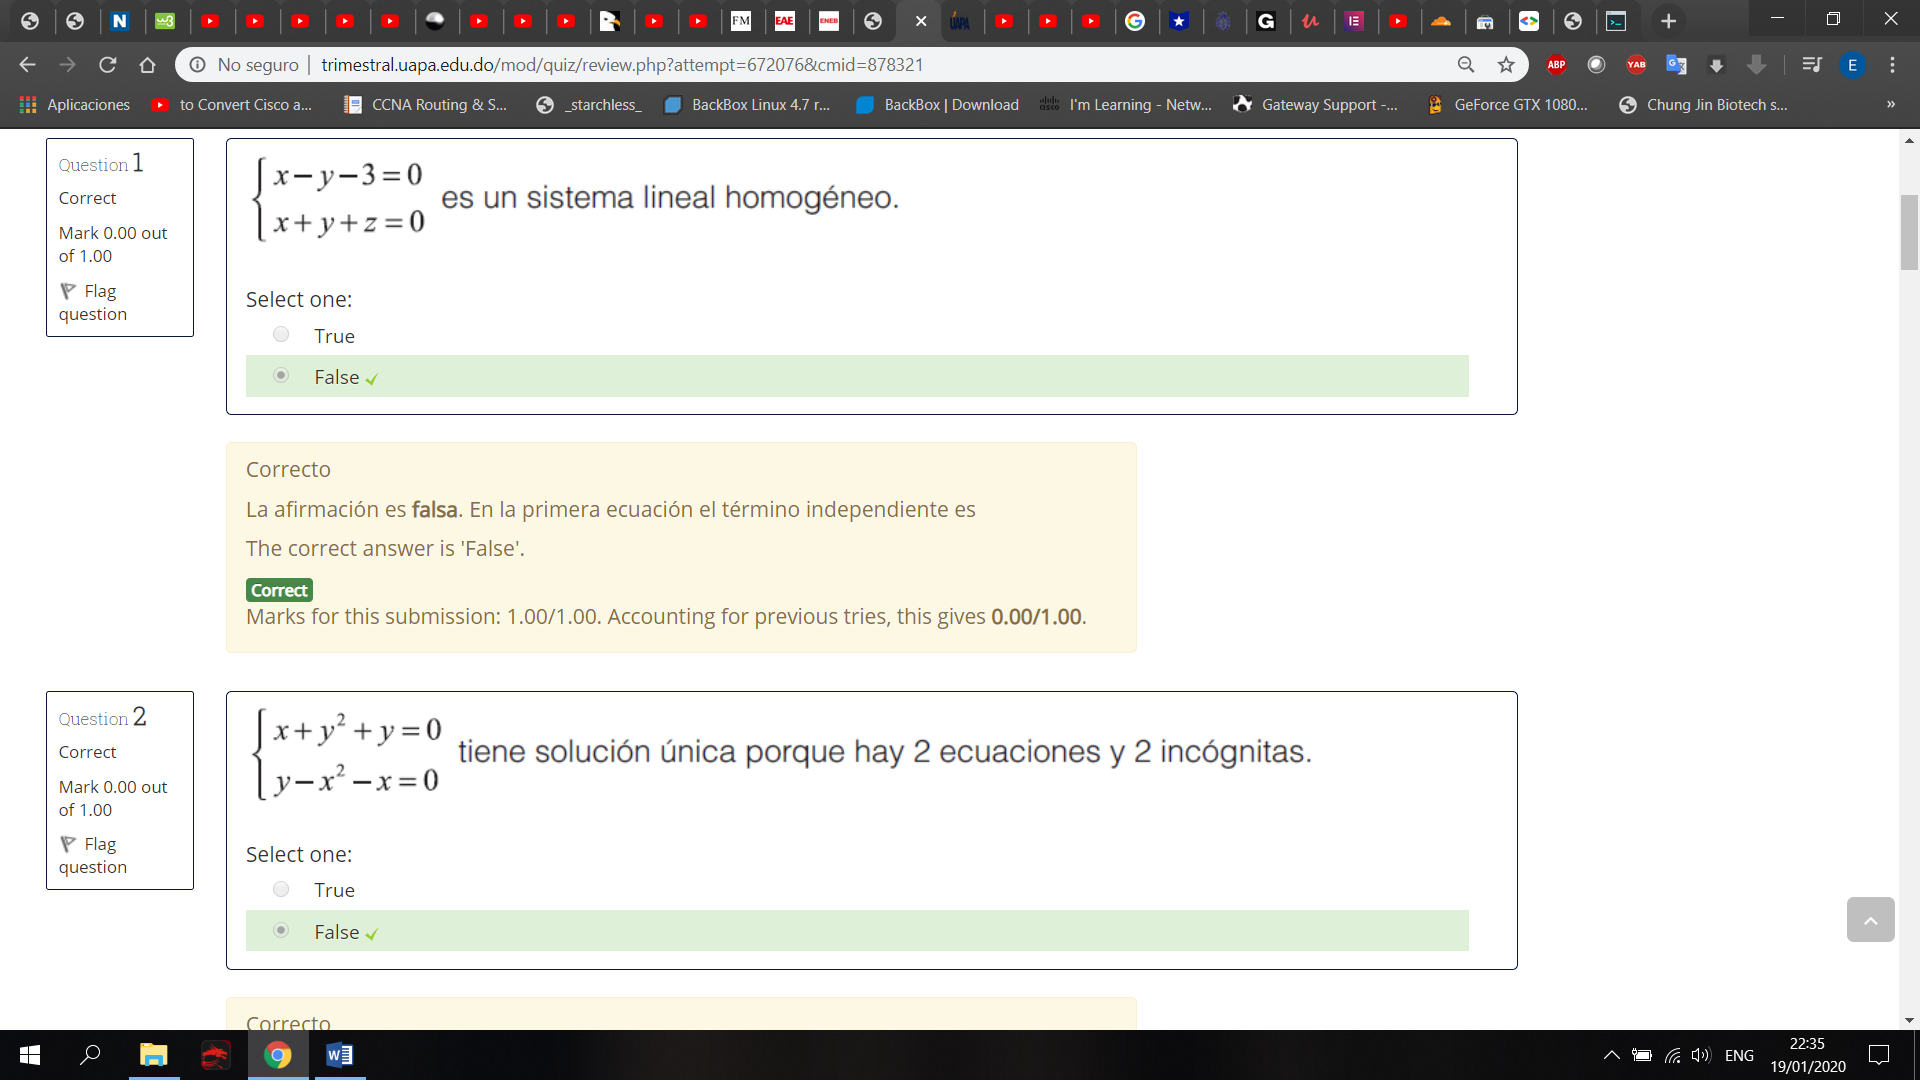 FM
EAE
ENEB
UAPA
No seguro | trimestral.uapa.edu.do/mod/quiz/review.php?attempt=672076&cmid=878321
ABP
YAB
E
Aplicaciones
to Convert Cisco a...
CCNA Routing & S...
_starchless_
BackBox Linux 4.7 r...
BackBox | Download
I'm Learning - Netw...
Gateway Support -...
GeForce GTX 1080...
Chung Jin Biotech s...
»
Question 1
Correct
Mark 0.00 out
of 1.00
Flag
question
x − y − 3 = 0
x + y + z = 0
es un sistema lineal homogéneo.
Select one:
True
False
Correcto
La afirmación es falsa. En la primera ecuación el término independiente es
The correct answer is 'False'.
Correct
Marks for this submission: 1.00/1.00. Accounting for previous tries, this gives 0.00/1.00.
Question 2
Correct
Mark 0.00 out
of 1.00
Flag
question
x + y² + y = 0
y − x² − x = 0
tiene solución única porque hay 2 ecuaciones y 2 incógnitas.
Select one:
True
False
Correcto
ENG
22:35
19/01/2020